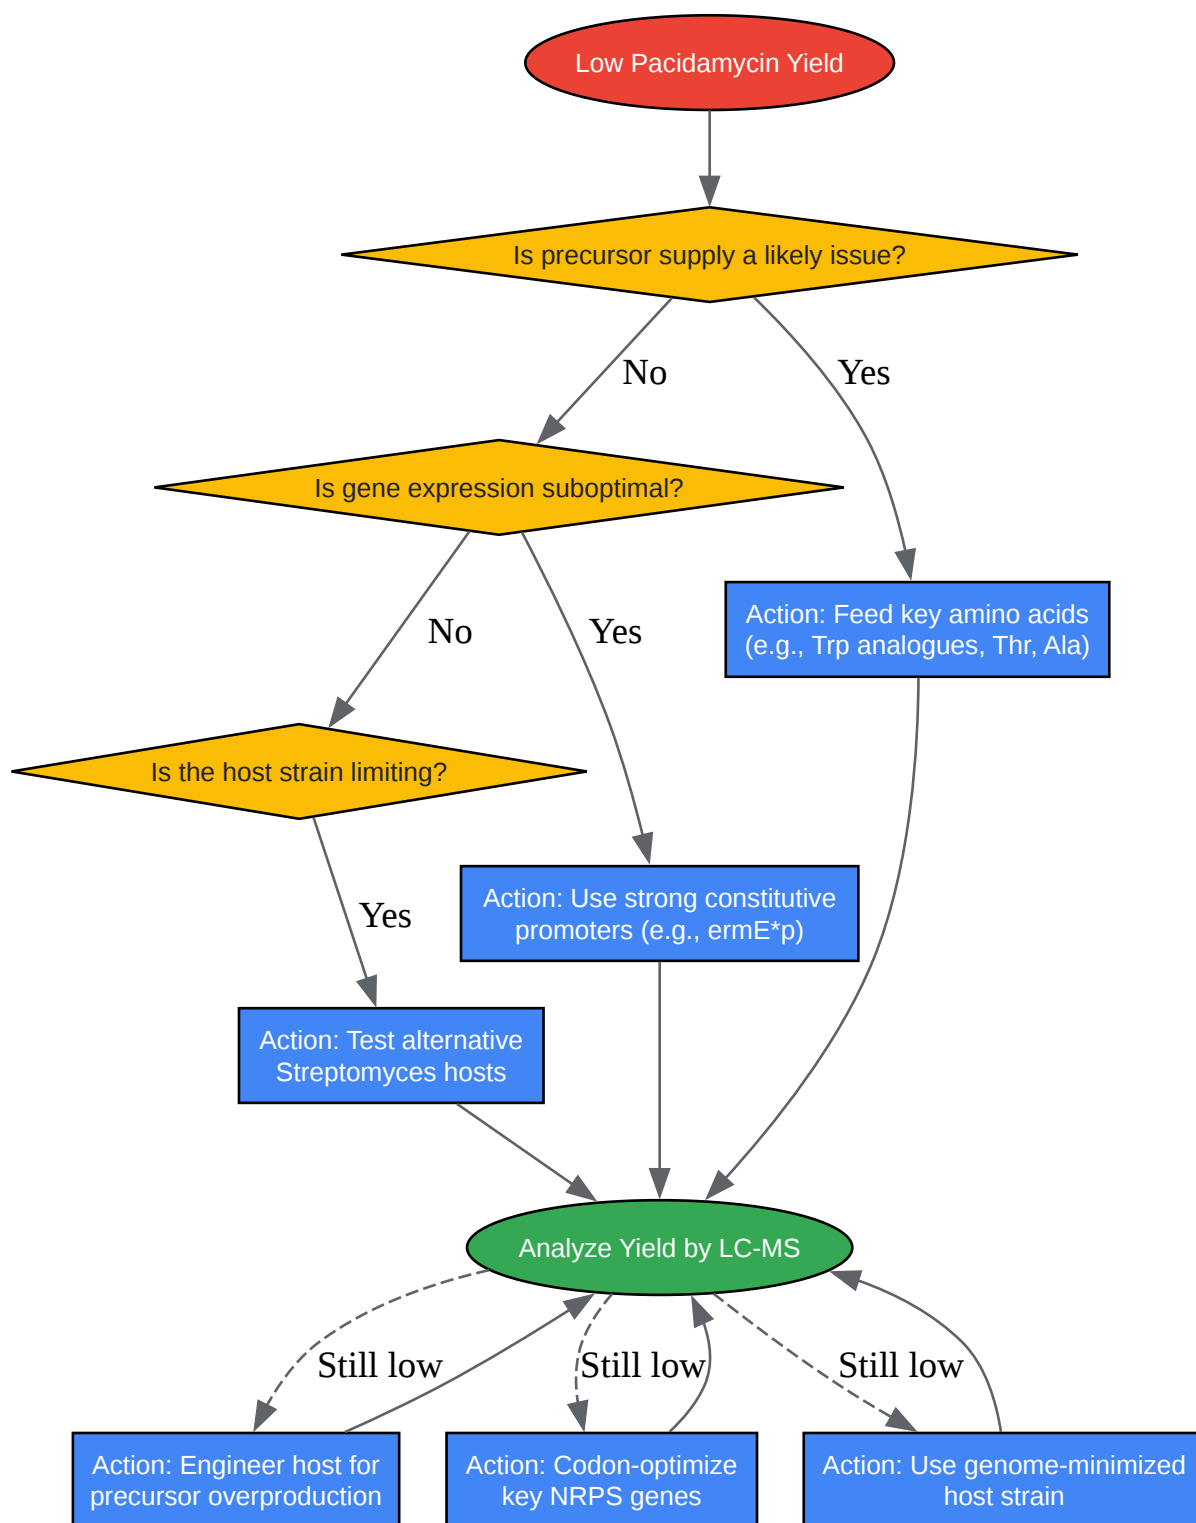 Low Pacidamycin Yield
Is precursor supply a likely issue?
No
Yes
Is gene expression suboptimal?
Action: Feed key amino acids
(e.g., Trp analogues, Thr, Ala)
No
Yes
Is the host strain limiting?
Action: Use strong constitutive
promoters (e.g., ermE*p)
Yes
Action: Test alternative
Streptomyces hosts
Analyze Yield by LC-MS
Still low
Still low
Still low
Action: Engineer host for
precursor overproduction
Action: Codon-optimize
key NRPS genes
Action: Use genome-minimized
host strain